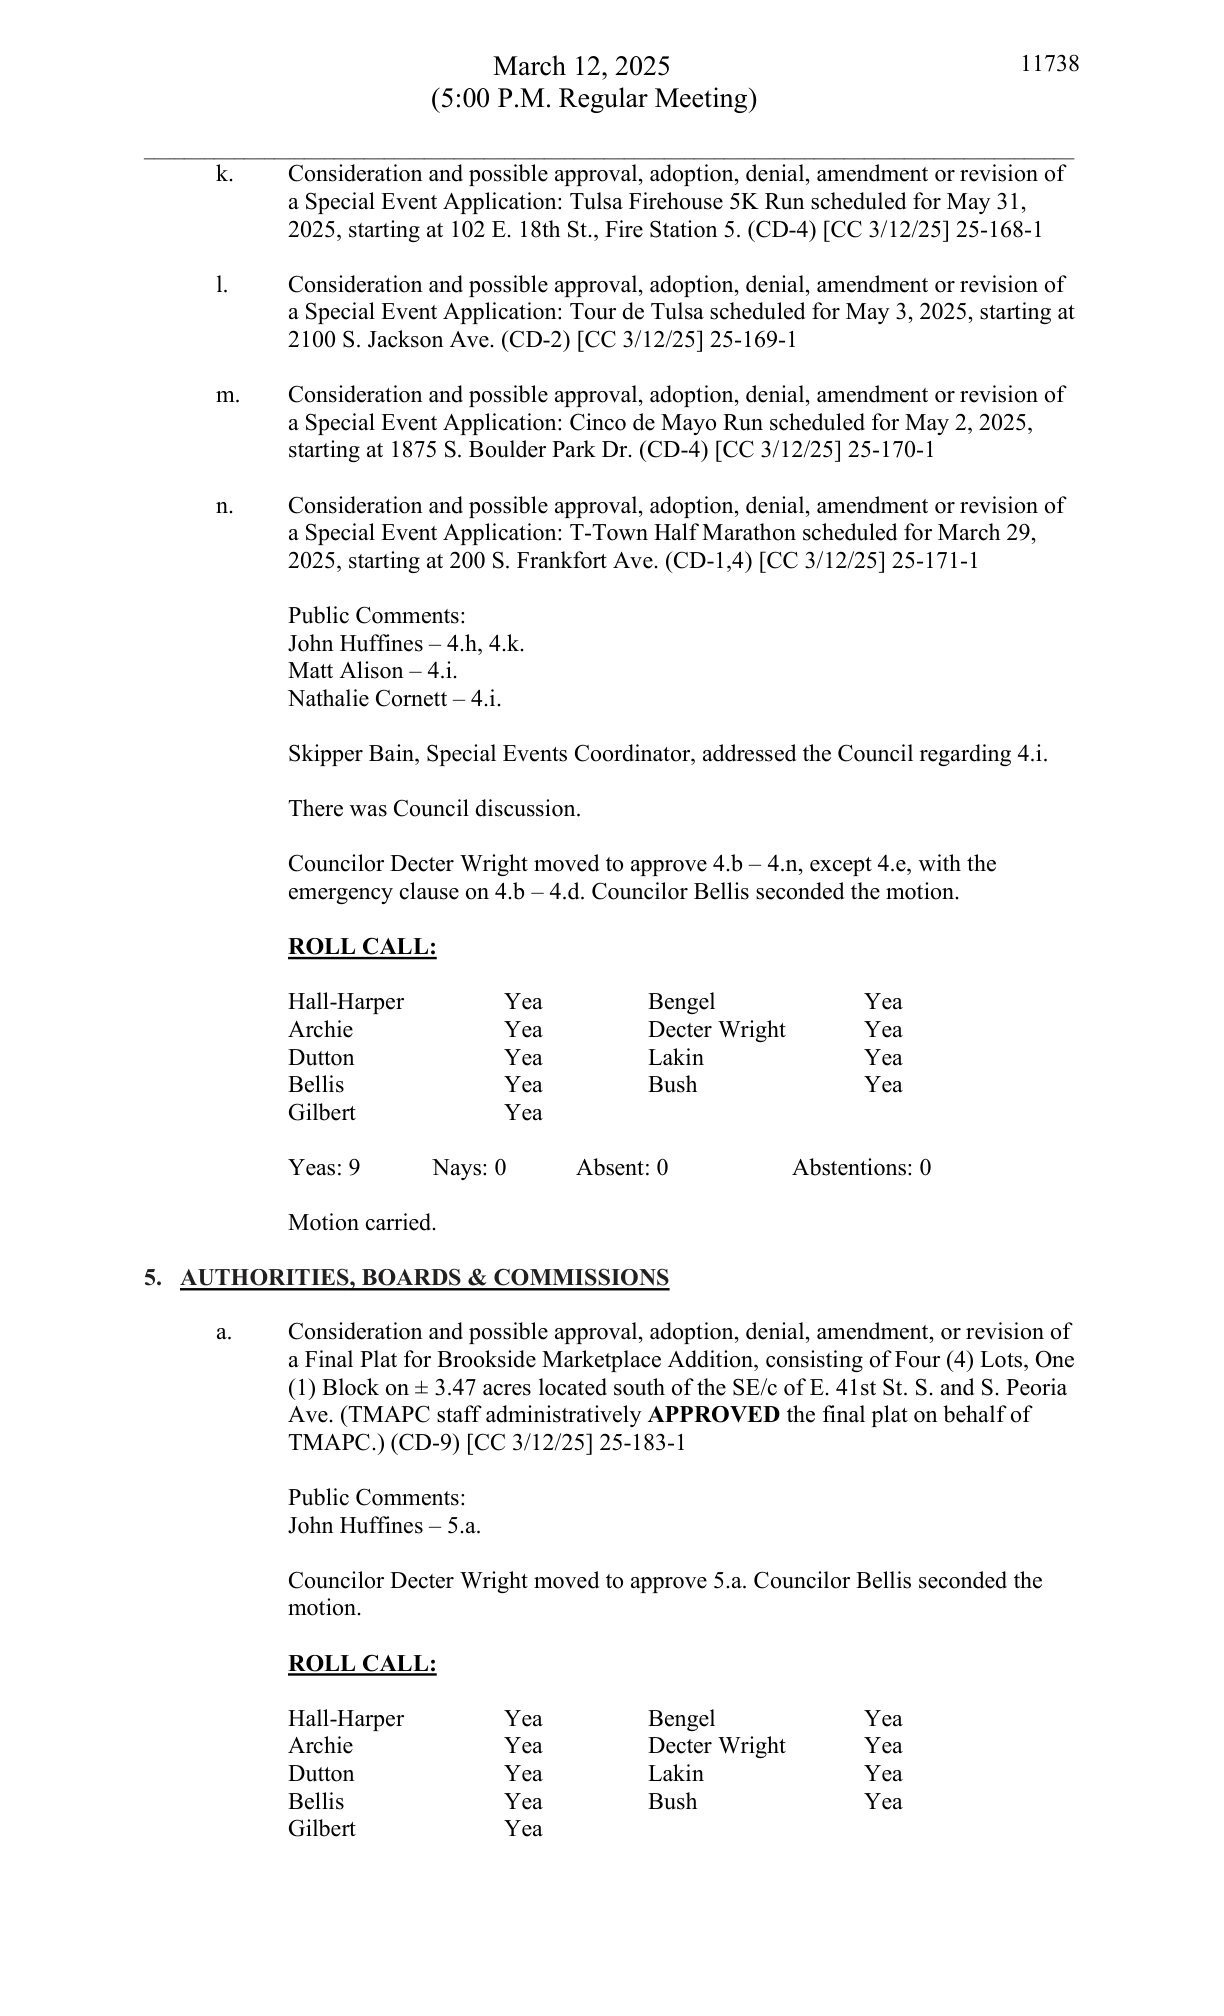 March 12, 2025
11738
(5:00 P.M. Regular Meeting)
k. Consideration and possible approval, adoption, denial, amendment or revision of
a Special Event Application: Tulsa Firehouse 5K Run scheduled for May 31,
2025, starting at 102 E. 18th St., Fire Station 5. (CD-4) [CC 3/12/25] 25-168-1
l. Consideration and possible approval, adoption, denial, amendment or revision of
a Special Event Application: Tour de Tulsa scheduled for May 3, 2025, starting at
2100 S. Jackson Ave. (CD-2) [CC 3/12/25] 25-169-1
m. Consideration and possible approval, adoption, denial, amendment or revision of
a Special Event Application: Cinco de Mayo Run scheduled for May 2, 2025,
starting at 1875 S. Boulder Park Dr. (CD-4) [CC 3/12/25] 25-170-1
n. Consideration and possible approval, adoption, denial, amendment or revision of
a Special Event Application: T-Town Half Marathon scheduled for March 29,
2025, starting at 200 S. Frankfort Ave. (CD-1,4) [CC 3/12/25] 25-171-1
Public Comments:
John Huffines – 4.h, 4.k.
Matt Alison – 4.i.
Nathalie Cornett – 4.i.
Skipper Bain, Special Events Coordinator, addressed the Council regarding 4.i.
There was Council discussion.
Councilor Decter Wright moved to approve 4.b – 4.n, except 4.e, with the
emergency clause on 4.b – 4.d. Councilor Bellis seconded the motion.
ROLL CALL:
Hall-Harper Yea Bengel Yea
Archie Yea Decter Wright Yea
Dutton Yea Lakin Yea
Bellis Yea Bush Yea
Gilbert Yea
Yeas: 9 Nays: 0 Absent: 0 Abstentions: 0
Motion carried.
5. AUTHORITIES, BOARDS & COMMISSIONS
a. Consideration and possible approval, adoption, denial, amendment, or revision of
a Final Plat for Brookside Marketplace Addition, consisting of Four (4) Lots, One
(1) Block on ± 3.47 acres located south of the SE/c of E. 41st St. S. and S. Peoria
Ave. (TMAPC staff administratively APPROVED the final plat on behalf of
TMAPC.) (CD-9) [CC 3/12/25] 25-183-1
Public Comments:
John Huffines – 5.a.
Councilor Decter Wright moved to approve 5.a. Councilor Bellis seconded the
motion.
ROLL CALL:
Hall-Harper Yea Bengel Yea
Archie Yea Decter Wright Yea
Dutton Yea Lakin Yea
Bellis Yea Bush Yea
Gilbert Yea